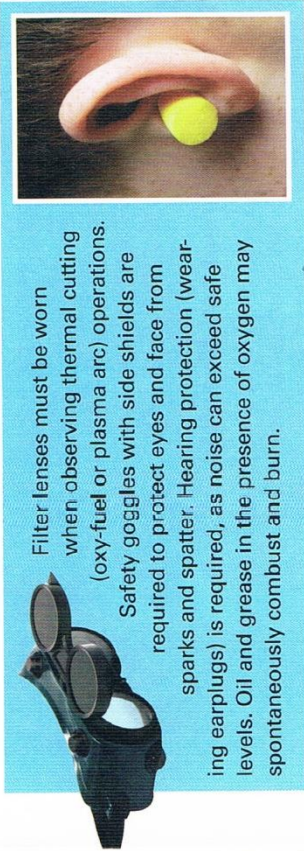 Filter lenses must be worn
when observing thermal cutting
(oxy-fuel or plasma arc) operations.
Safety goggles with side shields are
required to protect eyes and face from
sparks and spatter. Hearing protection (wear-
ing earplugs) is required, as noise can exceed safe
levels. Oil and grease in the presence of oxygen may
spontaneously combust and burn.